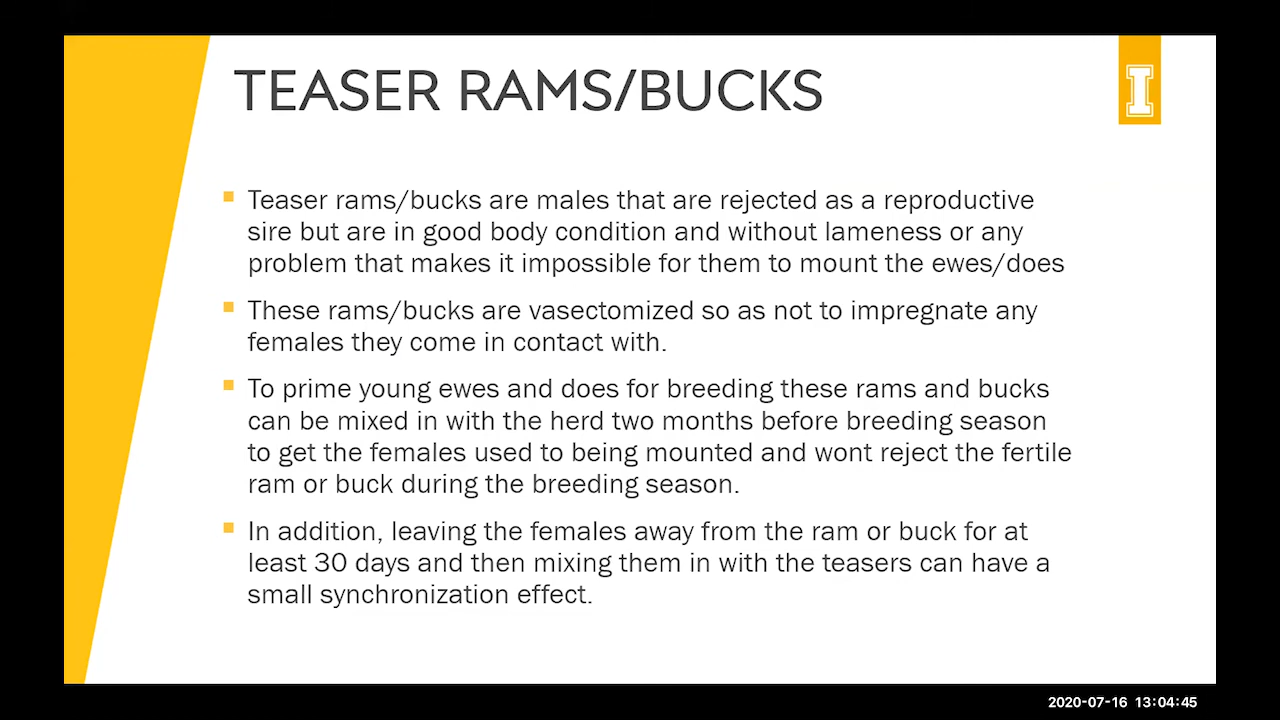 TEASER RAMS/BUCKS
I
Teaser rams/bucks are males that are rejected as a reproductive
sire but are in good body condition and without lameness or any
problem that makes it impossible for them to mount the ewes/does
These rams/bucks are vasectomized so as not to impregnate any
females they come in contact with.
To prime young ewes and does for breeding these rams and bucks
can be mixed in with the herd two months before breeding season
to get the females used to being mounted and wont reject the fertile
ram or buck during the breeding season.
In addition, leaving the females away from the ram or buck for at
least 30 days and then mixing them in with the teasers can have a
small synchronization effect.
2020-07-16 13:04:45